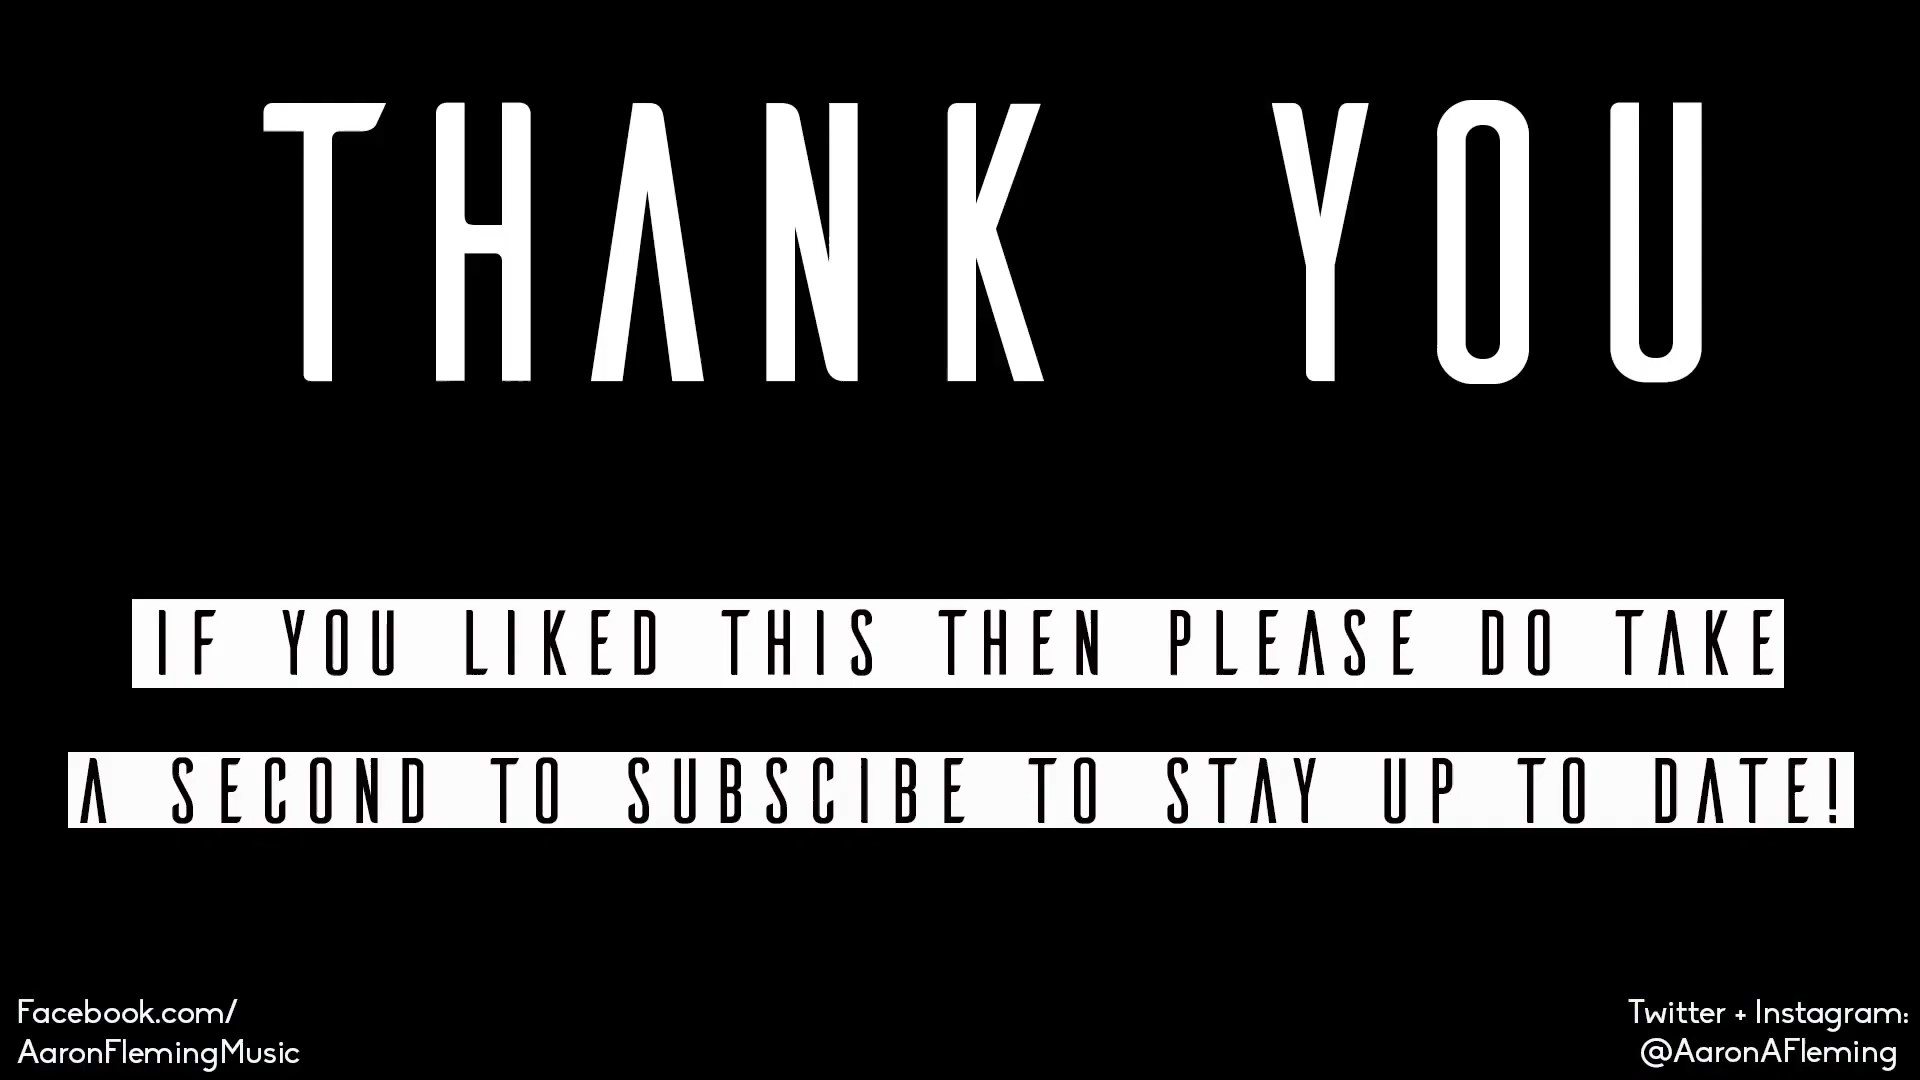 THANK YOU
IF YOU LIKED THIS THEN PLEASE DO TAKE
A SECOND TO SUBSCIBE TO STAY UP TO DATE!
Facebook.com/
AaronFlemingMusic
Twitter + Instagram:
@AaronAFleming